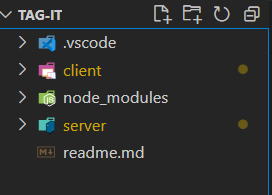 TAG-IT
.vscode
client
node_modules
server
readme.md